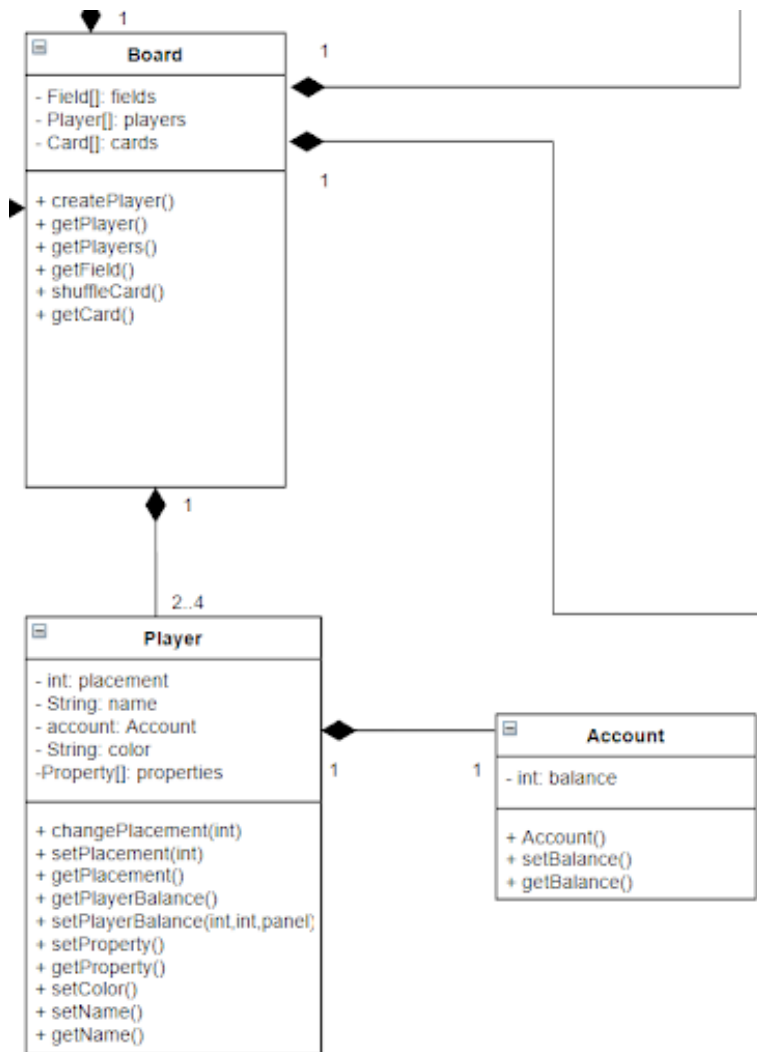 1
Board
1
- Field[]: fields
- Player[]: players
- Card[]: cards
1
+ createPlayer()
+ getPlayer()
+ getPlayers()
+ getField()
+ shuffleCard()
+ getCard()
1
2..4
Player
- int: placement
- String: name
- account: Account
- String: color
-Property[]: properties
1
1
Account
- int: balance
+ Account()
+ setBalance()
+ getBalance()
+ changePlacement(int)
+ setPlacement(int)
+ getPlacement()
+ getPlayerBalance()
+ setPlayerBalance(int,int,panel)
+ setProperty()
+ getProperty()
+ setColor()
+ setName()
+ getName()